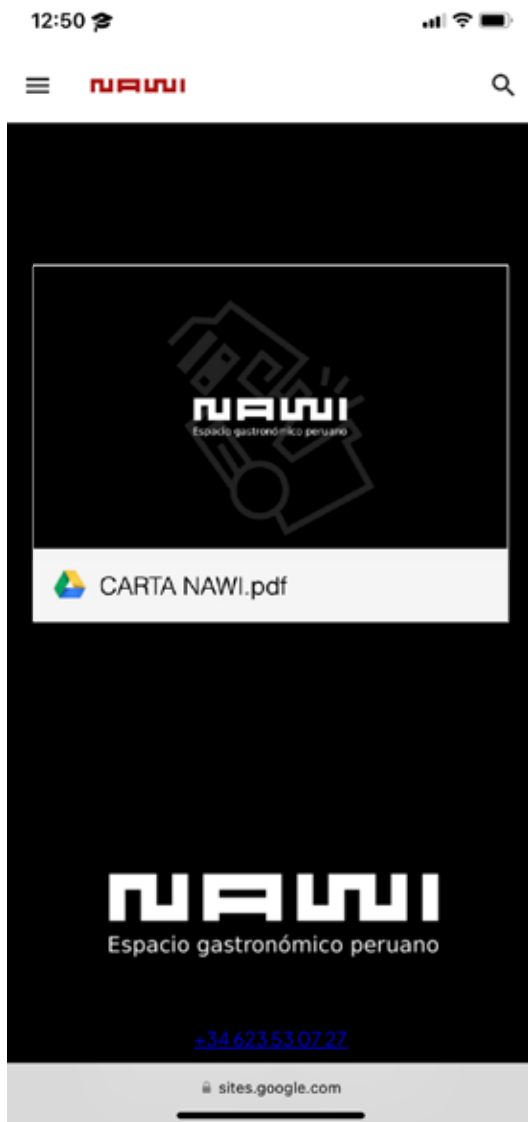 12:50
NAWI
NAWI
Espacio gastronómico peruano
CARTA NAWI.pdf
NAWI
Espacio gastronómico peruano
+34 623 53 07 27
sites.google.com